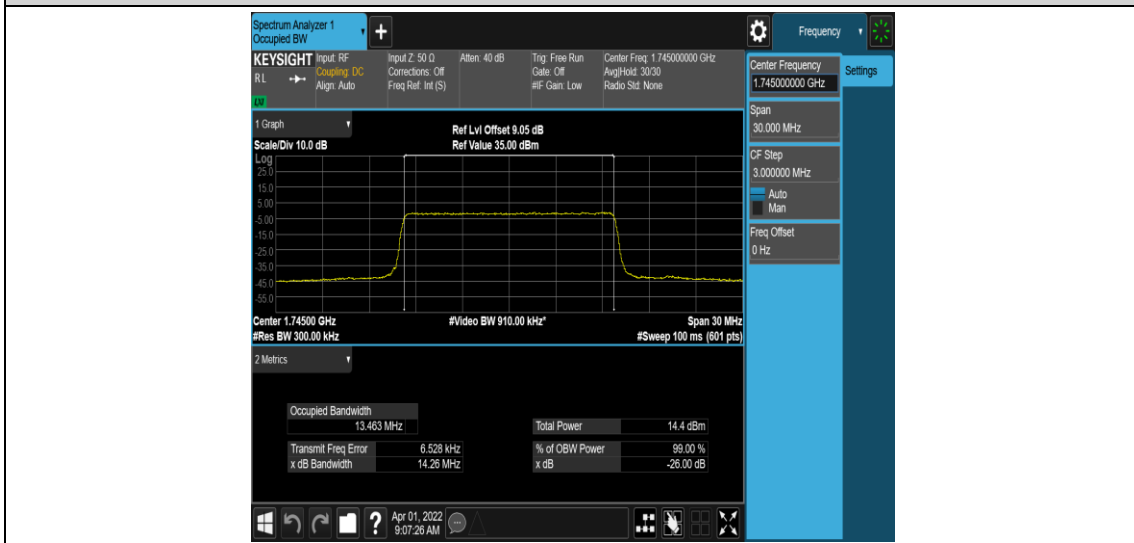 Spectrum Analyzer 1
Occupied BW
+
Frequency
KEYSIGHT
RL
LXI
Input: RF
Coupling: DC
Align: Auto
Input Z: 50 Ω
Corrections: Off
Freq Ref: Int (S)
Atten: 40 dB
Trig: Free Run
Gate: Off
#IF Gain: Low
Center Freq: 1.745000000 GHz
Avg|Hold: 30/30
Radio Std: None
Center Frequency
1.745000000 GHz
Settings
Span
30.000 MHz
CF Step
3.000000 MHz
Auto
Man
Freq Offset
0 Hz
1 Graph
Ref Lvl Offset 9.05 dB
Scale/Div 10.0 dB
Ref Value 35.00 dBm
Log
25.0
15.0
5.00
-5.00
-15.0
-25.0
-35.0
-45.0
-55.0
Center 1.74500 GHz
#Video BW 910.00 kHz*
Span 30 MHz
#Res BW 300.00 kHz
#Sweep 100 ms (601 pts)
2 Metrics
Occupied Bandwidth
13.463 MHz
Total Power 14.4 dBm
Transmit Freq Error 6.528 kHz
% of OBW Power 99.00 %
x dB Bandwidth 14.26 MHz
x dB -26.00 dB
?
Apr 01, 2022
9:07:26 AM